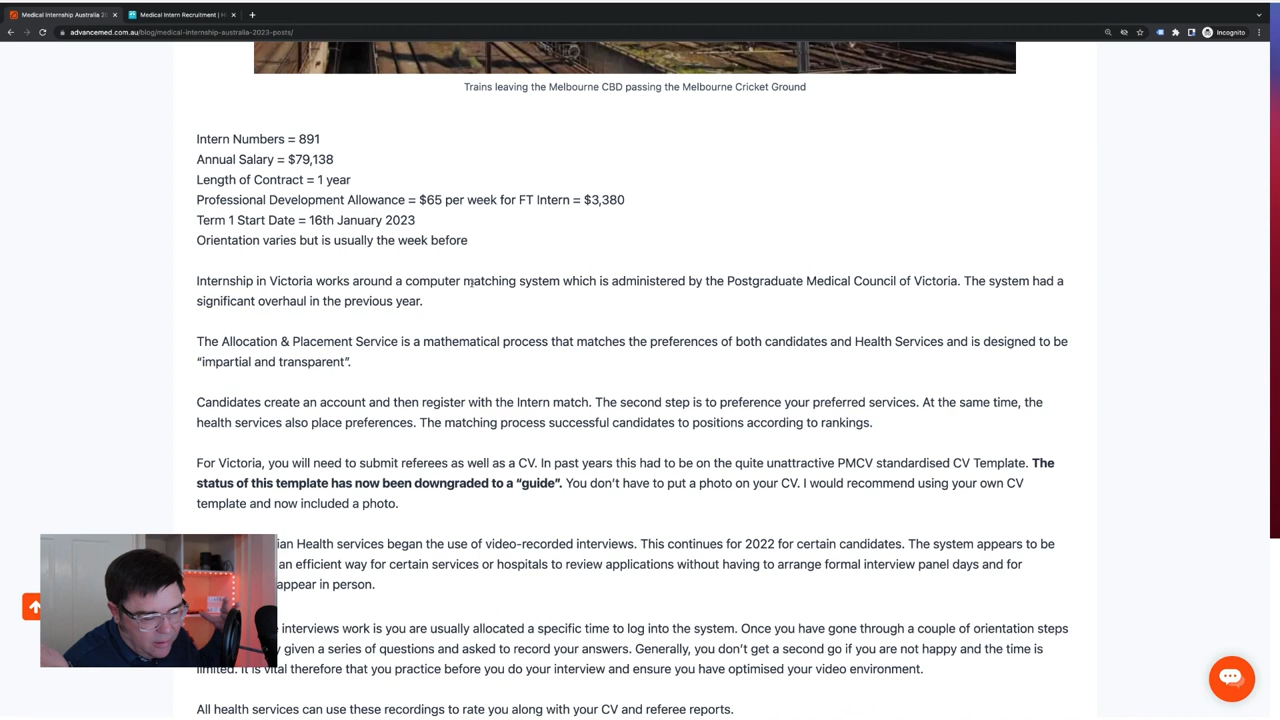 Medical Internship Australia 20
Medical Intern Recruitment | H
advancemed.com.au/blog/medical-internship-australia-2023-posts/
Incognito
Trains leaving the Melbourne CBD passing the Melbourne Cricket Ground
Intern Numbers = 891
Annual Salary = $79,138
Length of Contract = 1 year
Professional Development Allowance = $65 per week for FT Intern = $3,380
Term 1 Start Date = 16th January 2023
Orientation varies but is usually the week before
Internship in Victoria works around a computer matching system which is administered by the Postgraduate Medical Council of Victoria. The system had a
significant overhaul in the previous year.
The Allocation & Placement Service is a mathematical process that matches the preferences of both candidates and Health Services and is designed to be
“impartial and transparent”.
Candidates create an account and then register with the Intern match. The second step is to preference your preferred services. At the same time, the
health services also place preferences. The matching process successful candidates to positions according to rankings.
For Victoria, you will need to submit referees as well as a CV. In past years this had to be on the quite unattractive PMCV standardised CV Template. The
status of this template has now been downgraded to a “guide”. You don’t have to put a photo on your CV. I would recommend using your own CV
template and now included a photo.
ian Health services began the use of video-recorded interviews. This continues for 2022 for certain candidates. The system appears to be
an efficient way for certain services or hospitals to review applications without having to arrange formal interview panel days and for
appear in person.
interviews work is you are usually allocated a specific time to log into the system. Once you have gone through a couple of orientation steps
given a series of questions and asked to record your answers. Generally, you don’t get a second go if you are not happy and the time is
limited. It is vital therefore that you practice before you do your interview and ensure you have optimised your video environment.
All health services can use these recordings to rate you along with your CV and referee reports.